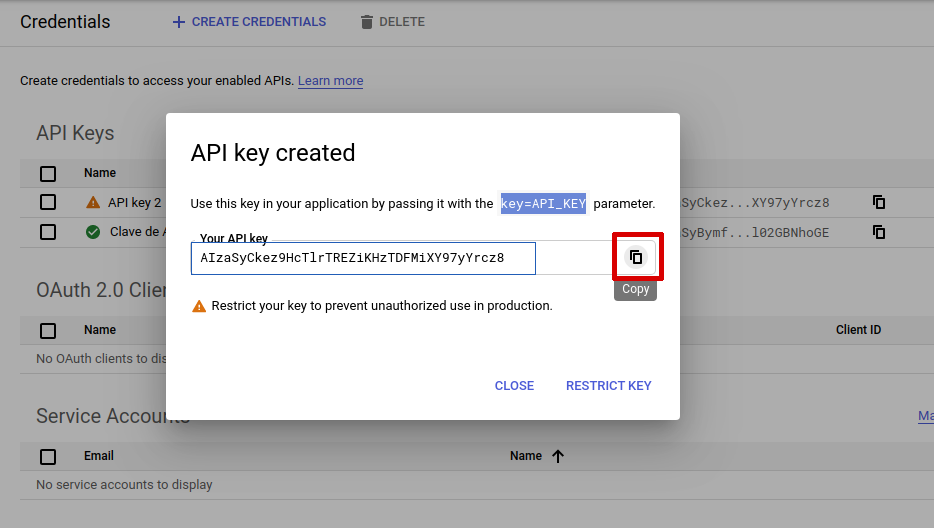 Credentials
CREATE CREDENTIALS
DELETE
Create credentials to access your enabled APIs. Learn more
API Keys
Name
API key 2
SyCkez...XY97yYrcz8
Clave de A
SyBymf...l02GBNhoGE
API key created
Use this key in your application by passing it with the key=API_KEY parameter.
Your API key
AIzaSyCkez9HcTlrTREZiKHzTDFMiXY97yYrcz8
Copy
Restrict your key to prevent unauthorized use in production.
CLOSE
RESTRICT KEY
OAuth 2.0 Clien
Name
Client ID
No OAuth clients to dis
Service Accounts
Ma
Email
Name
No service accounts to display